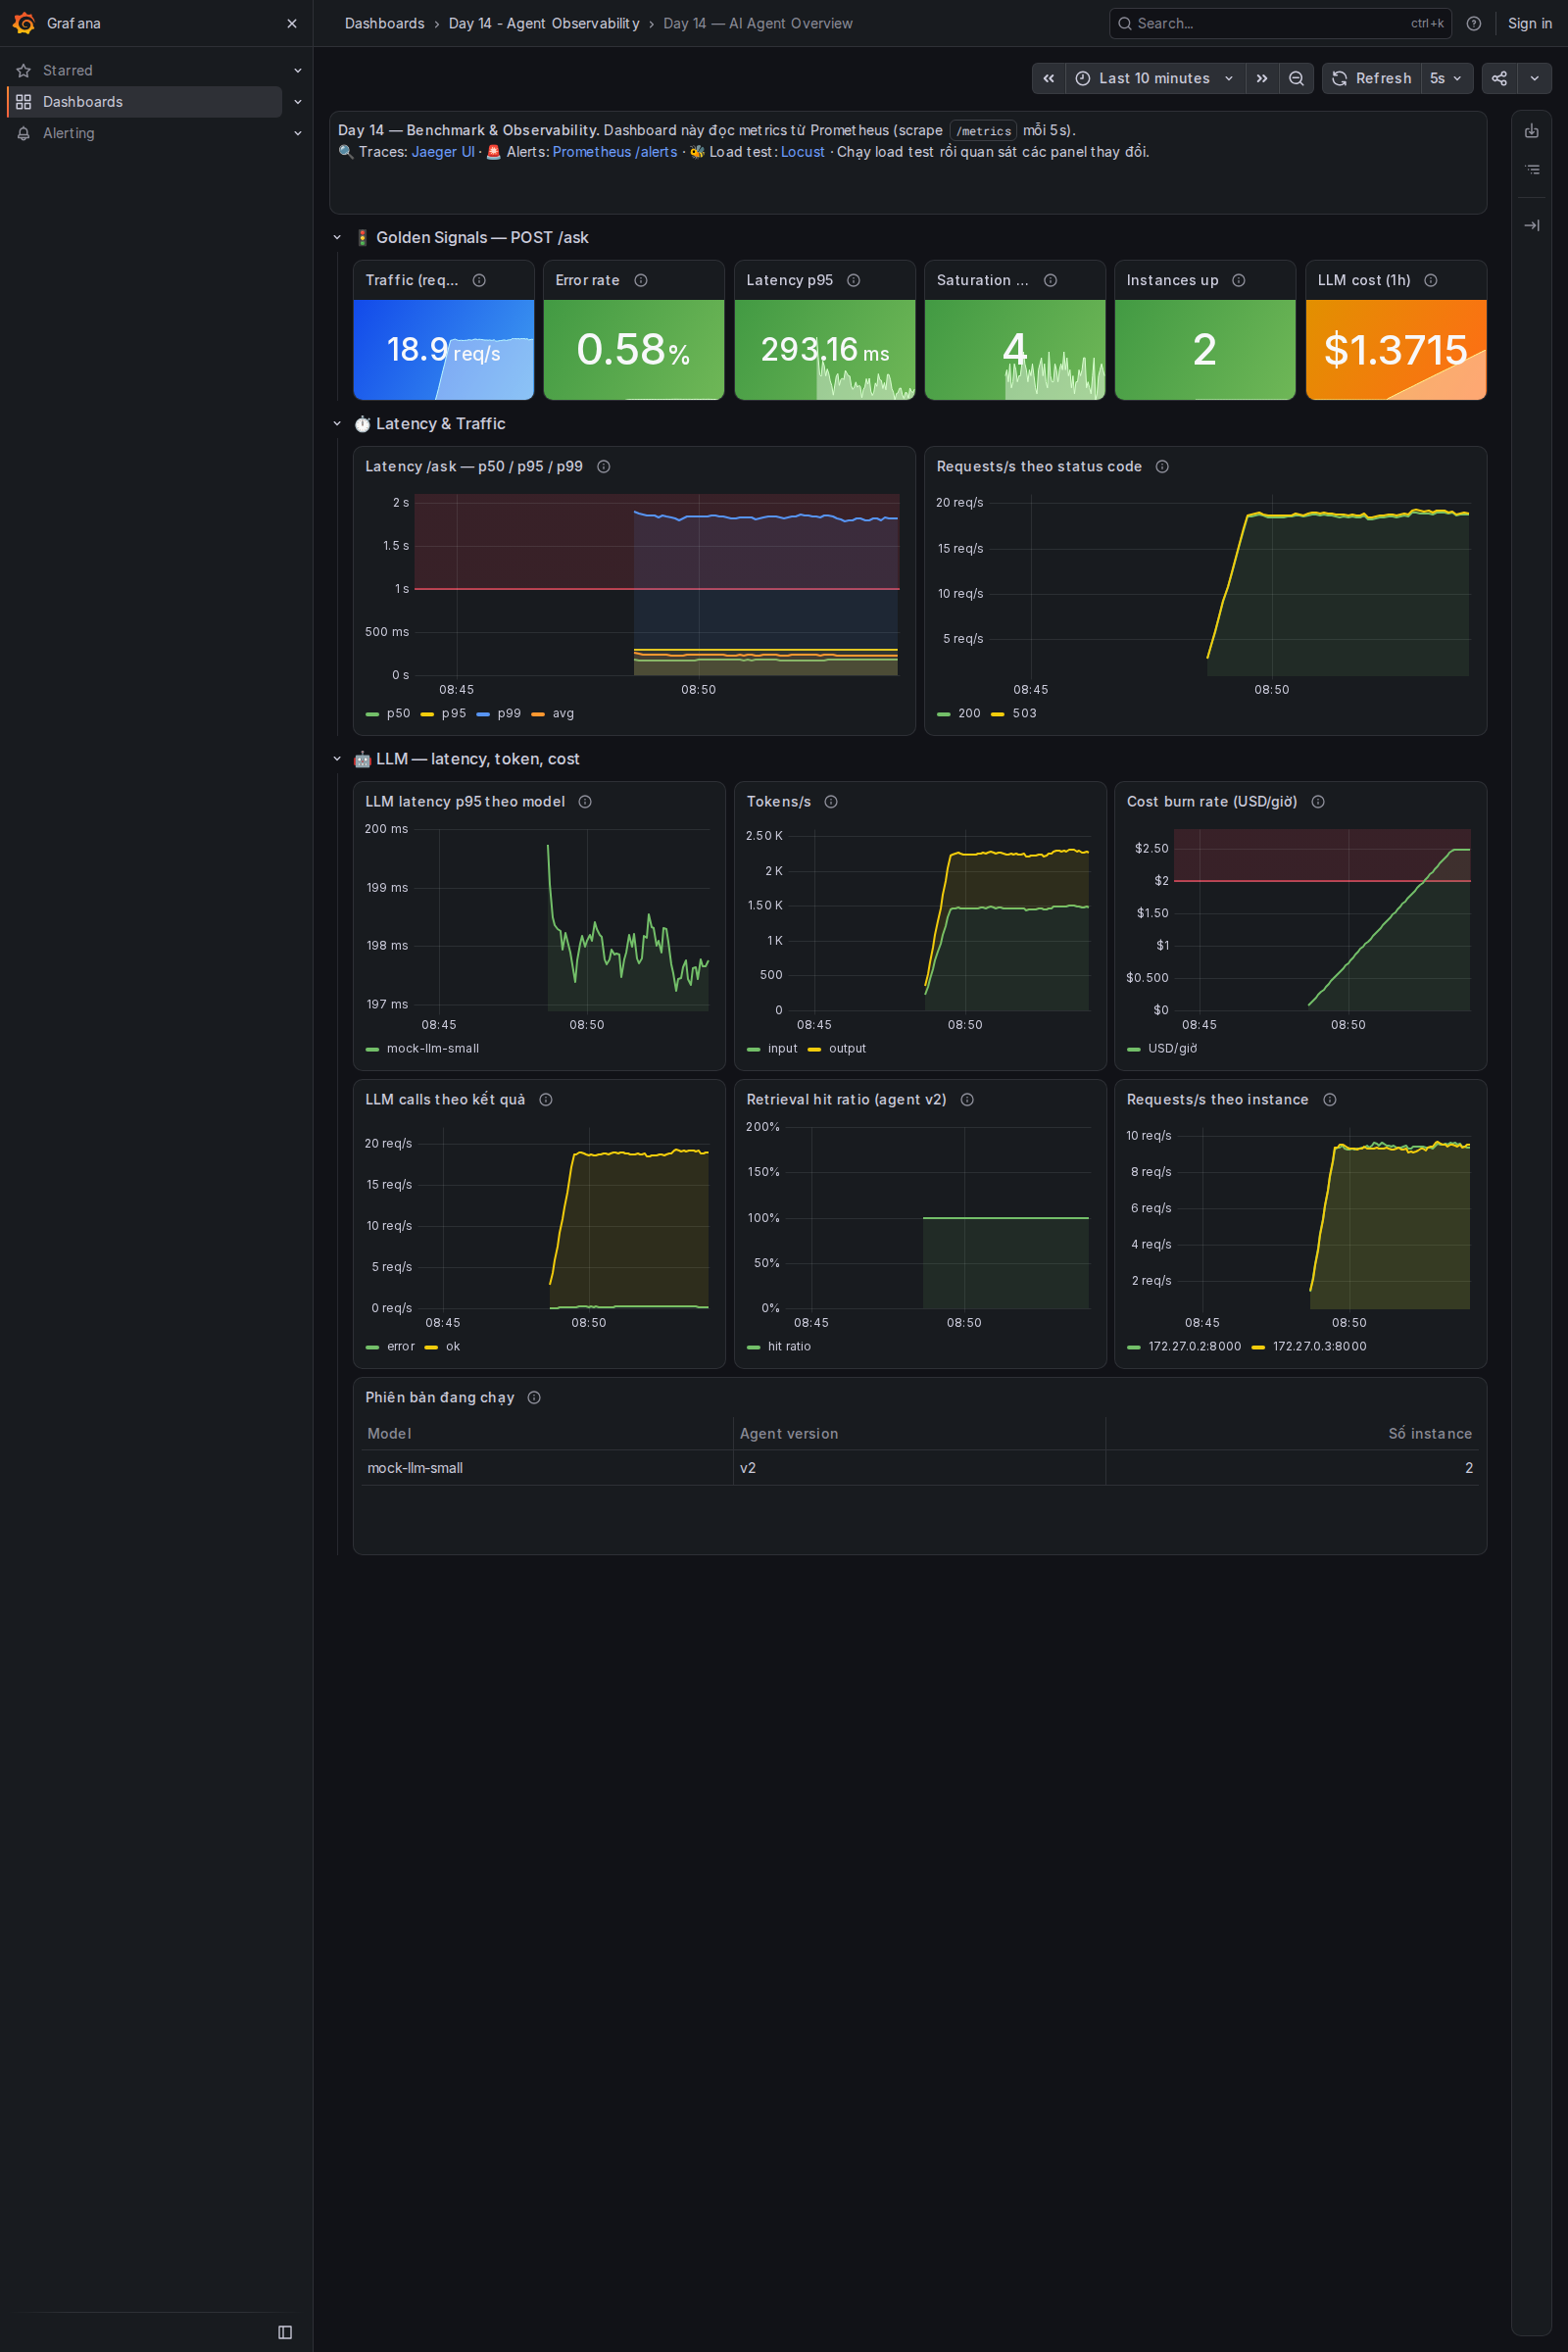 Grafana
Dashboards › Day 14 - Agent Observability › Day 14 — AI Agent Overview
Search...
ctrl+k
Sign in
Starred
Dashboards
Alerting
Last 10 minutes
Refresh
5s
Day 14 — Benchmark & Observability. Dashboard này đọc metrics từ Prometheus (scrape /metrics mỗi 5s).
🔍 Traces: Jaeger UI · 🚨 Alerts: Prometheus /alerts · 🐝 Load test: Locust · Chạy load test rồi quan sát các panel thay đổi.
🚦 Golden Signals — POST /ask
Traffic (req...
18.9 req/s
Error rate
0.58%
Latency p95
293.16 ms
Saturation ...
4
Instances up
2
LLM cost (1h)
$1.3715
⏱️ Latency & Traffic
Latency /ask — p50 / p95 / p99
2 s
1.5 s
1 s
500 ms
0 s
08:45
08:50
p50
p95
p99
avg
Requests/s theo status code
20 req/s
15 req/s
10 req/s
5 req/s
08:45
08:50
200
503
🤖 LLM — latency, token, cost
LLM latency p95 theo model
200 ms
199 ms
198 ms
197 ms
08:45
08:50
mock-llm-small
Tokens/s
2.50 K
2 K
1.50 K
1 K
500
0
08:45
08:50
input
output
Cost burn rate (USD/giờ)
$2.50
$2
$1.50
$1
$0.500
$0
08:45
08:50
USD/giờ
LLM calls theo kết quả
20 req/s
15 req/s
10 req/s
5 req/s
0 req/s
08:45
08:50
error
ok
Retrieval hit ratio (agent v2)
200%
150%
100%
50%
0%
08:45
08:50
hit ratio
Requests/s theo instance
10 req/s
8 req/s
6 req/s
4 req/s
2 req/s
08:45
08:50
172.27.0.2:8000
172.27.0.3:8000
Phiên bản đang chạy
Model
Agent version
Số instance
mock-llm-small
v2
2